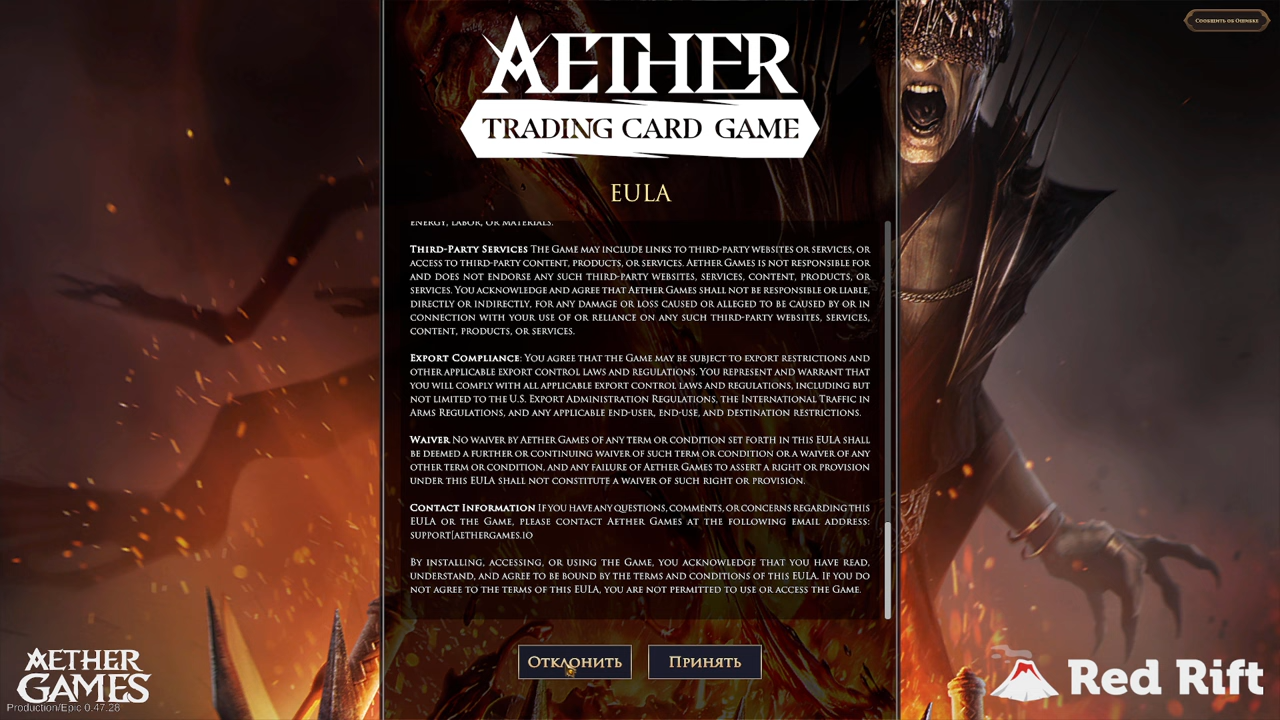 Сообщить об ошибке
AETHER
TRADING CARD GAME
EULA
ENERGY, LABOR, OR MATERIALS.
THIRD-PARTY SERVICES THE GAME MAY INCLUDE LINKS TO THIRD-PARTY WEBSITES OR SERVICES, OR
ACCESS TO THIRD-PARTY CONTENT, PRODUCTS, OR SERVICES. AETHER GAMES IS NOT RESPONSIBLE FOR
AND DOES NOT ENDORSE ANY SUCH THIRD-PARTY WEBSITES, SERVICES, CONTENT, PRODUCTS, OR
SERVICES. YOU ACKNOWLEDGE AND AGREE THAT AETHER GAMES SHALL NOT BE RESPONSIBLE OR LIABLE,
DIRECTLY OR INDIRECTLY, FOR ANY DAMAGE OR LOSS CAUSED OR ALLEGED TO BE CAUSED BY OR IN
CONNECTION WITH YOUR USE OF OR RELIANCE ON ANY SUCH THIRD-PARTY WEBSITES, SERVICES,
CONTENT, PRODUCTS, OR SERVICES.
EXPORT COMPLIANCE: YOU AGREE THAT THE GAME MAY BE SUBJECT TO EXPORT RESTRICTIONS AND
OTHER APPLICABLE EXPORT CONTROL LAWS AND REGULATIONS. YOU REPRESENT AND WARRANT THAT
YOU WILL COMPLY WITH ALL APPLICABLE EXPORT CONTROL LAWS AND REGULATIONS, INCLUDING BUT
NOT LIMITED TO THE U.S. EXPORT ADMINISTRATION REGULATIONS, THE INTERNATIONAL TRAFFIC IN
ARMS REGULATIONS, AND ANY APPLICABLE END-USER, END-USE, AND DESTINATION RESTRICTIONS.
WAIVER NO WAIVER BY AETHER GAMES OF ANY TERM OR CONDITION SET FORTH IN THIS EULA SHALL
BE DEEMED A FURTHER OR CONTINUING WAIVER OF SUCH TERM OR CONDITION OR A WAIVER OF ANY
OTHER TERM OR CONDITION, AND ANY FAILURE OF AETHER GAMES TO ASSERT A RIGHT OR PROVISION
UNDER THIS EULA SHALL NOT CONSTITUTE A WAIVER OF SUCH RIGHT OR PROVISION.
CONTACT INFORMATION IF YOU HAVE ANY QUESTIONS, COMMENTS, OR CONCERNS REGARDING THIS
EULA OR THE GAME, PLEASE CONTACT AETHER GAMES AT THE FOLLOWING EMAIL ADDRESS:
SUPPORT[AETHERGAMES.IO
BY INSTALLING, ACCESSING, OR USING THE GAME, YOU ACKNOWLEDGE THAT YOU HAVE READ,
UNDERSTAND, AND AGREE TO BE BOUND BY THE TERMS AND CONDITIONS OF THIS EULA. IF YOU DO
NOT AGREE TO THE TERMS OF THIS EULA, YOU ARE NOT PERMITTED TO USE OR ACCESS THE GAME.
Отклонить
Принять
AETHER
GAMES
Production/Epic 0.47.28
Red Rift